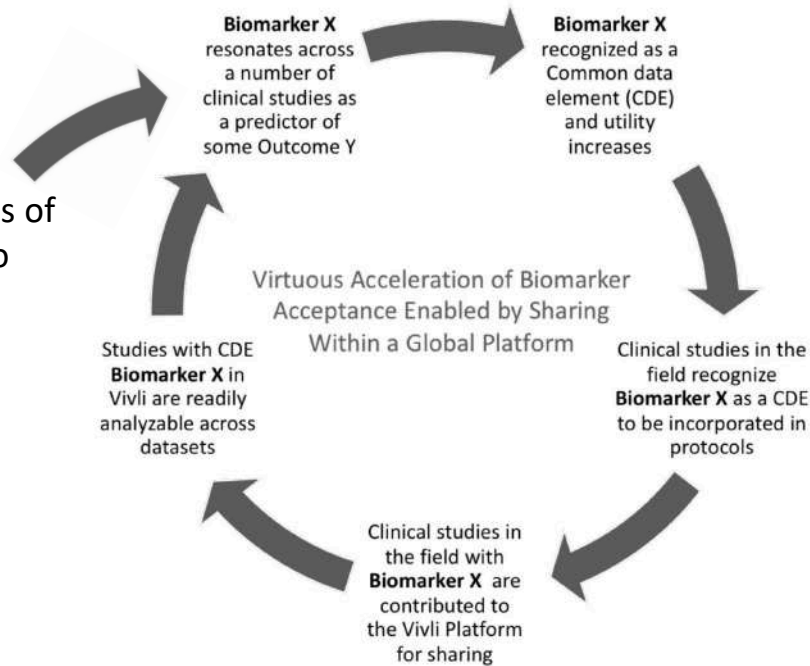 Biomarker X
resonates across
a number of
clinical studies as
a predictor of
some Outcome Y
Biomarker X
recognized as a
Common data
element (CDE)
and utility
increases
s of
Virtuous Acceleration of Biomarker
Acceptance Enabled by Sharing
Within a Global Platform
Clinical studies in the
field recognize
Biomarker X as a CDE
to be incorporated in
protocols
Clinical studies in
the field with
Biomarker X are
contributed to
the Vivli Platform
for sharing
Studies with CDE
Biomarker X in
Vivli are readily
analyzable across
datasets